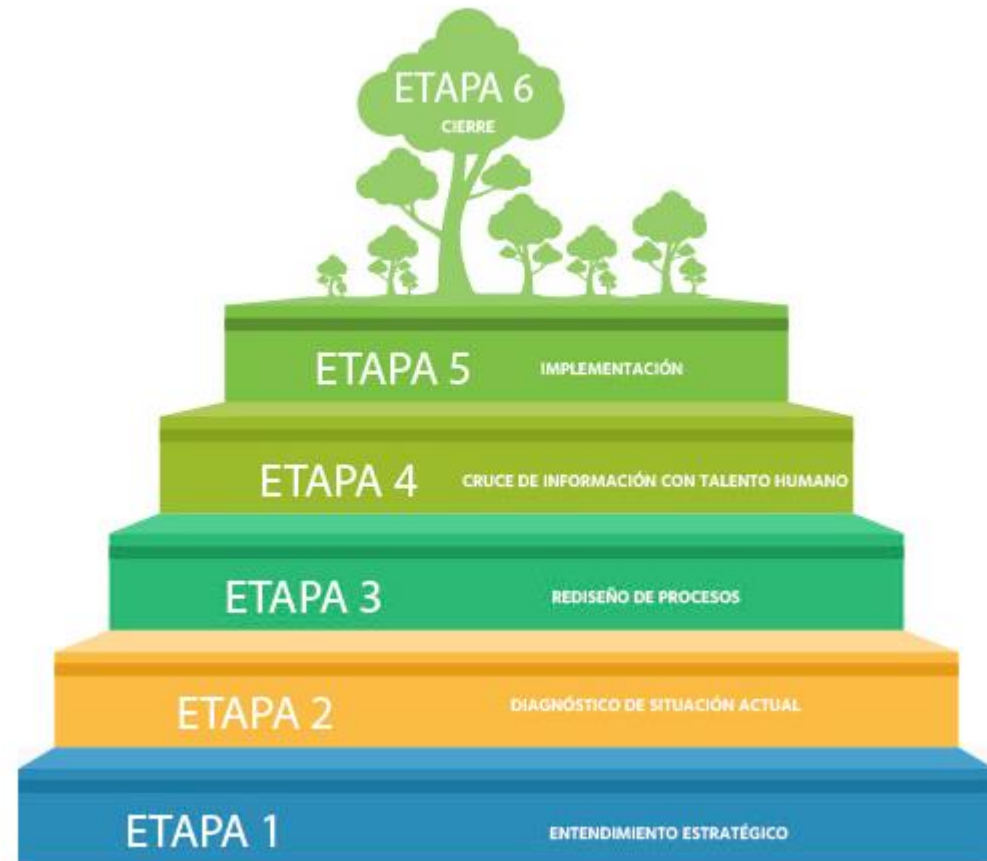 ETAPA 6
CIERRE
ETAPA 5 IMPLEMENTACIÓN
ETAPA 4 CRUCE DE INFORMACIÓN CON TALENTO HUMANO
ETAPA 3 REDISEÑO DE PROCESOS
ETAPA 2 DIAGNÓSTICO DE SITUACIÓN ACTUAL
ETAPA 1 ENTENDIMIENTO ESTRATÉGICO